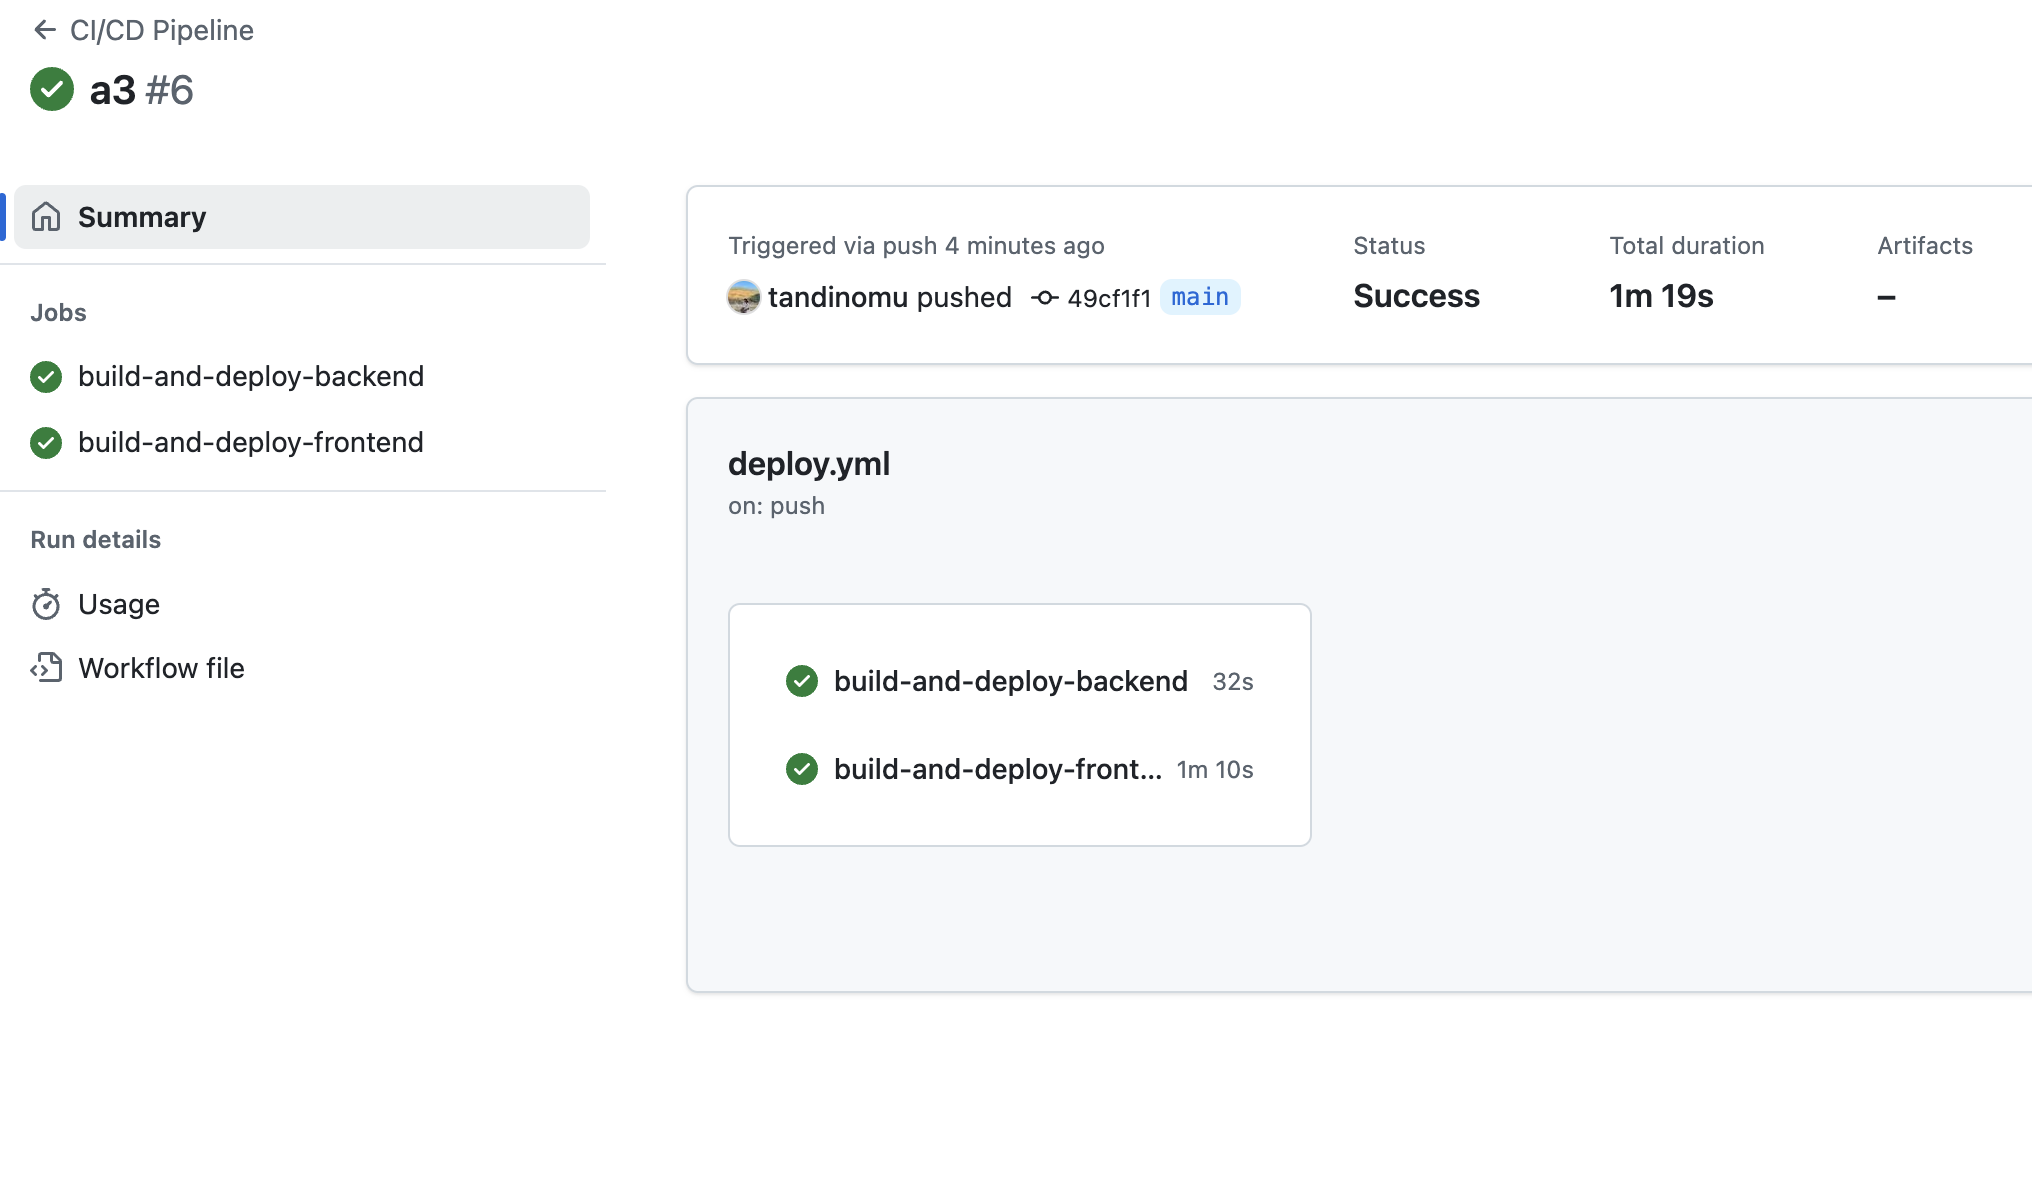 CI/CD Pipeline
a3 #6
Summary
Jobs
build-and-deploy-backend
build-and-deploy-frontend
Run details
Usage
Workflow file
Triggered via push 4 minutes ago
tandinomu pushed 49cf1f1 main
Status
Success
Total duration
1m 19s
Artifacts
–
deploy.yml
on: push
build-and-deploy-backend 32s
build-and-deploy-front... 1m 10s